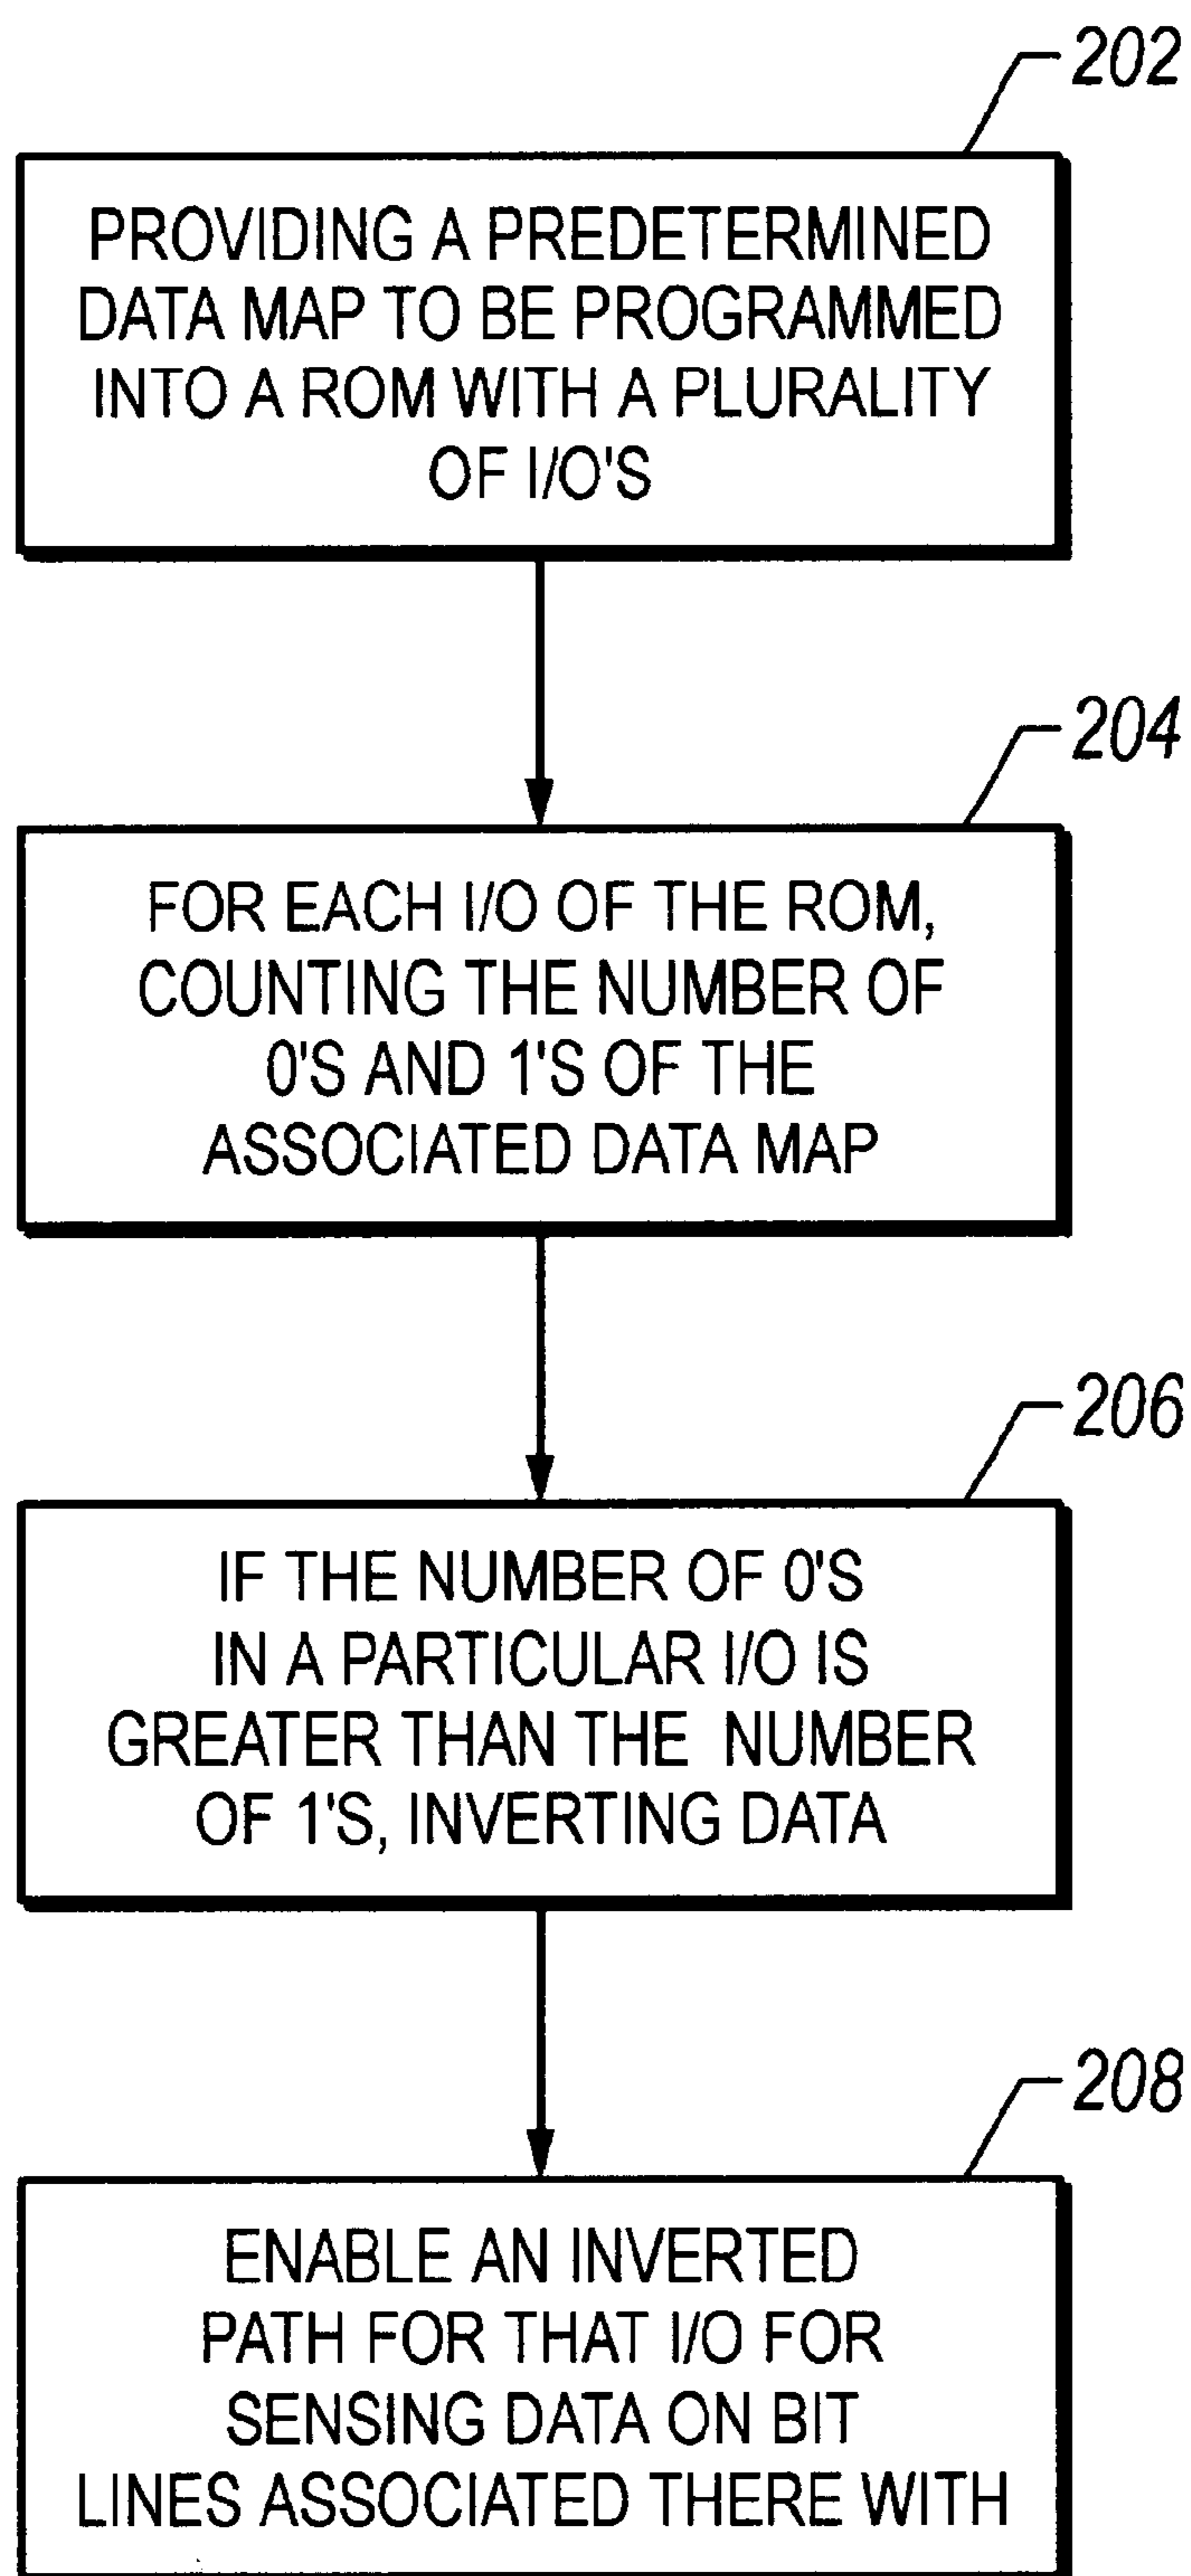 202
PROVIDING A PREDETERMINED
DATA MAP TO BE PROGRAMMED
INTO A ROM WITH A PLURALITY
OF I/O'S
204
FOR EACH I/O OF THE ROM,
COUNTING THE NUMBER OF
0'S AND 1'S OF THE
ASSOCIATED DATA MAP
206
IF THE NUMBER OF 0'S
IN A PARTICULAR I/O IS
GREATER THAN THE NUMBER
OF 1'S, INVERTING DATA
208
ENABLE AN INVERTED
PATH FOR THAT I/O FOR
SENSING DATA ON BIT
LINES ASSOCIATED THERE WITH